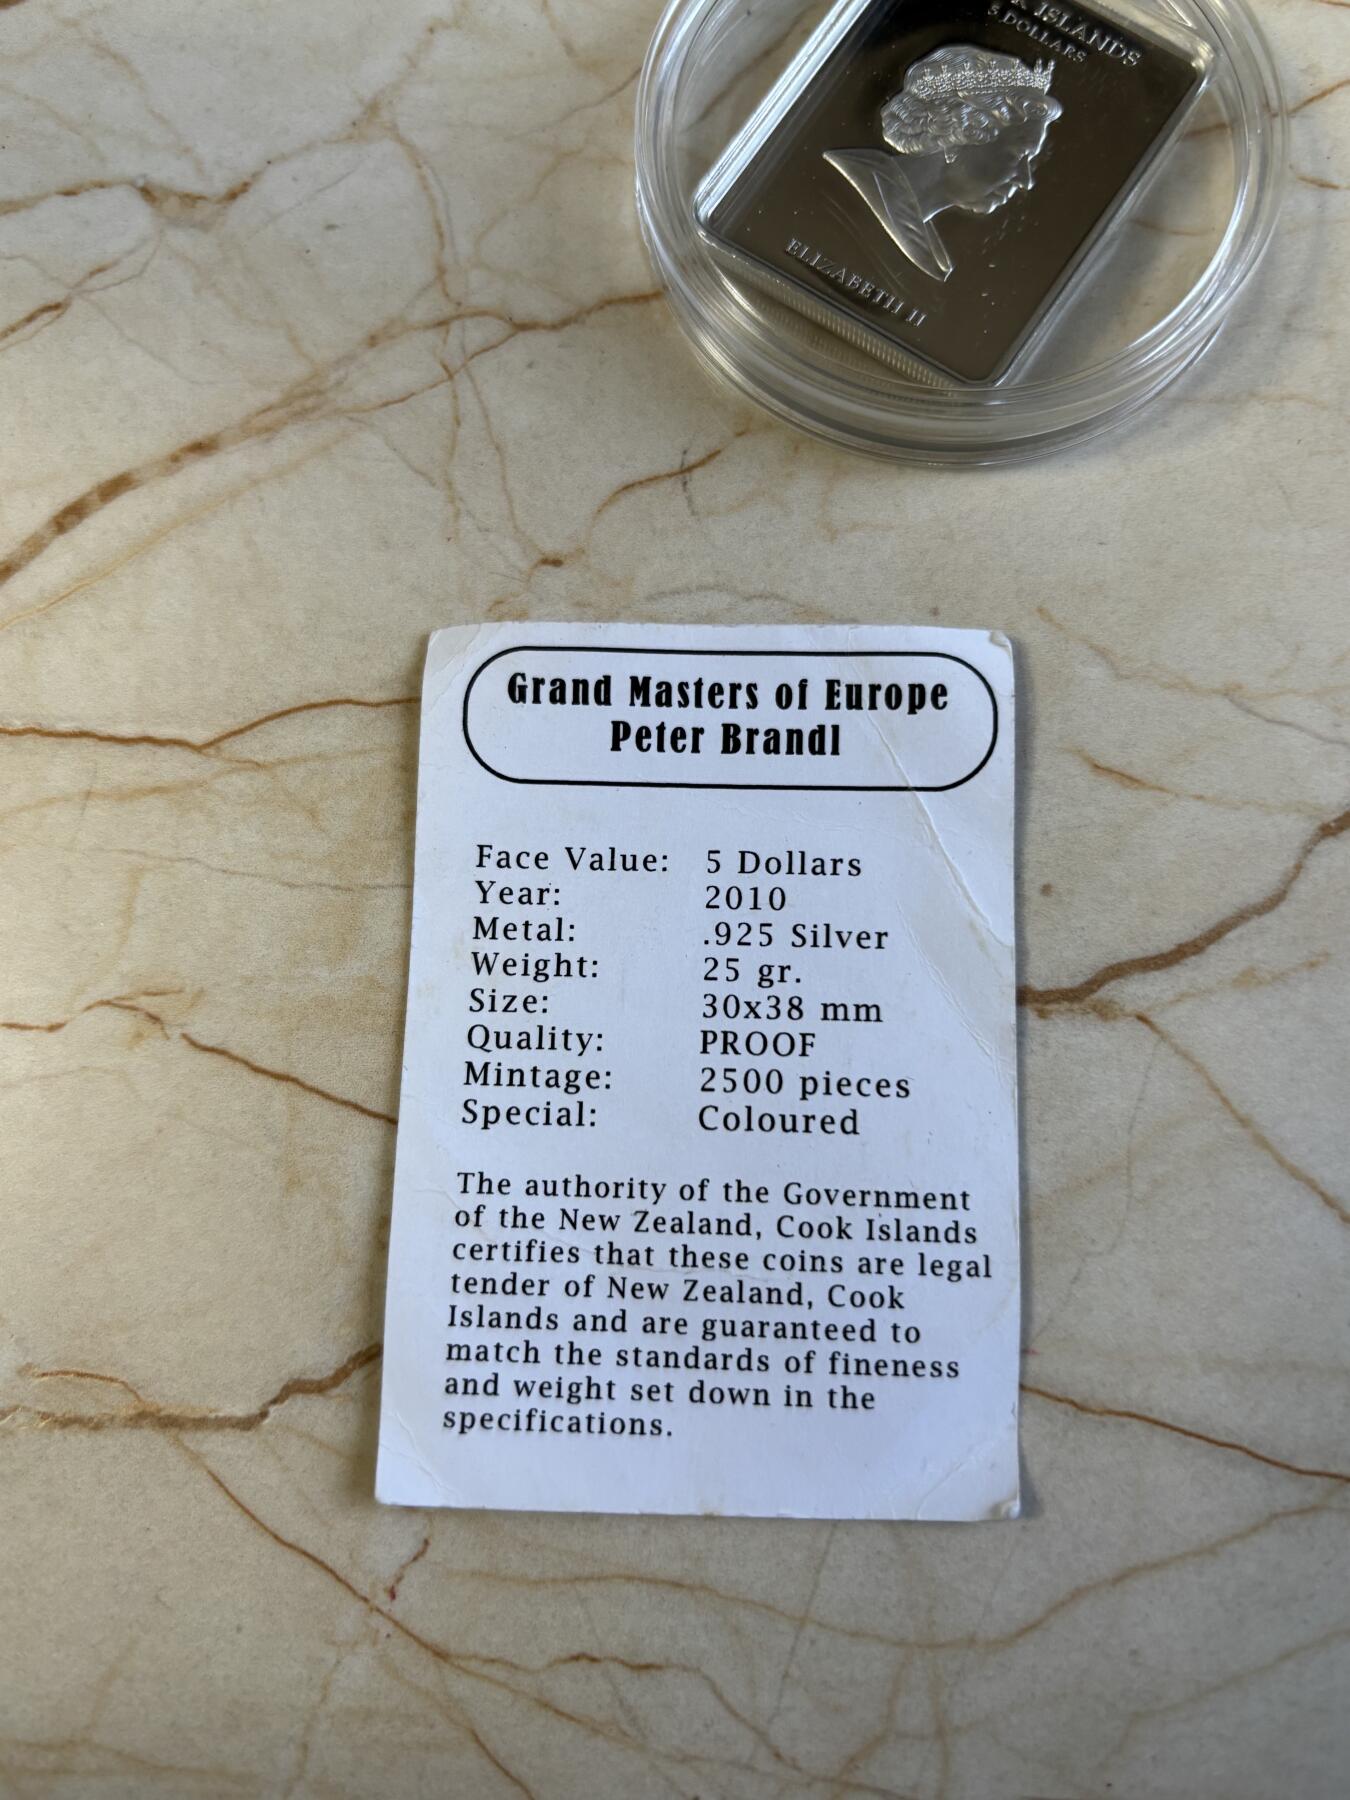 ISLANDS
5 DOLLARS
ELIZABETH II
Grand Masters of Europe
Peter Brandl
Face Value: 5 Dollars
Year: 2010
Metal: .925 Silver
Weight: 25 gr.
Size: 30x38 mm
Quality: PROOF
Mintage: 2500 pieces
Special: Coloured
The authority of the Government
of the New Zealand, Cook Islands
certifies that these coins are legal
tender of New Zealand, Cook
Islands and are guaranteed to
match the standards of fineness
and weight set down in the
specifications.